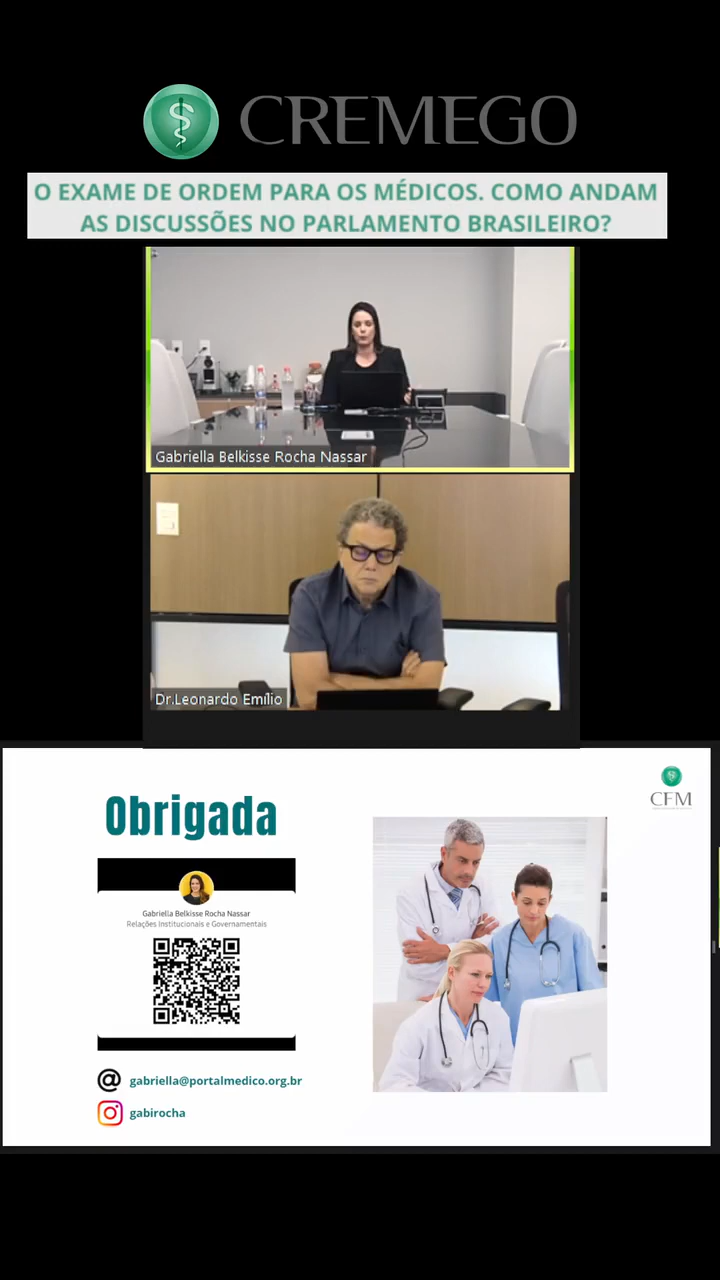 CREMEGO
O EXAME DE ORDEM PARA OS MÉDICOS. COMO ANDAM
AS DISCUSSÕES NO PARLAMENTO BRASILEIRO?
Gabriella Belkisse Rocha Nassar
Dr.Leonardo Emílio
CFM
Obrigada
Gabriella Belkisse Rocha Nassar
Relações Institucionais e Governamentais
@ gabriella@portalmedico.org.br
gabirocha